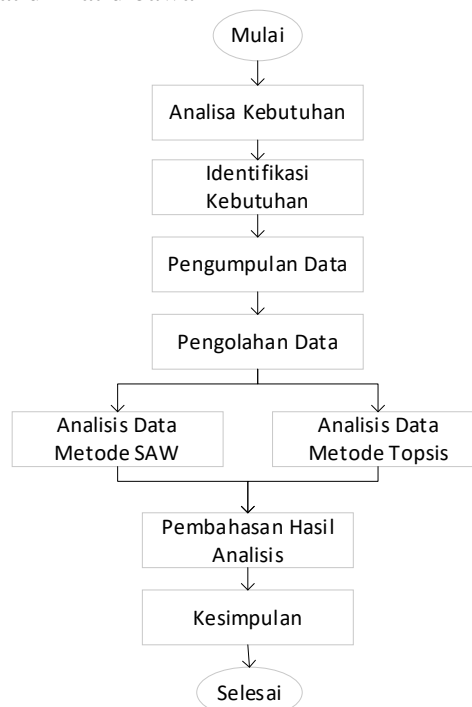 Mulai
Analisa Kebutuhan
Identifikasi
Kebutuhan
Pengumpulan Data
Pengolahan Data
Analisis Data
Metode SAW
Analisis Data
Metode Topsis
Pembahasan Hasil
Analisis
Kesimpulan
Selesai